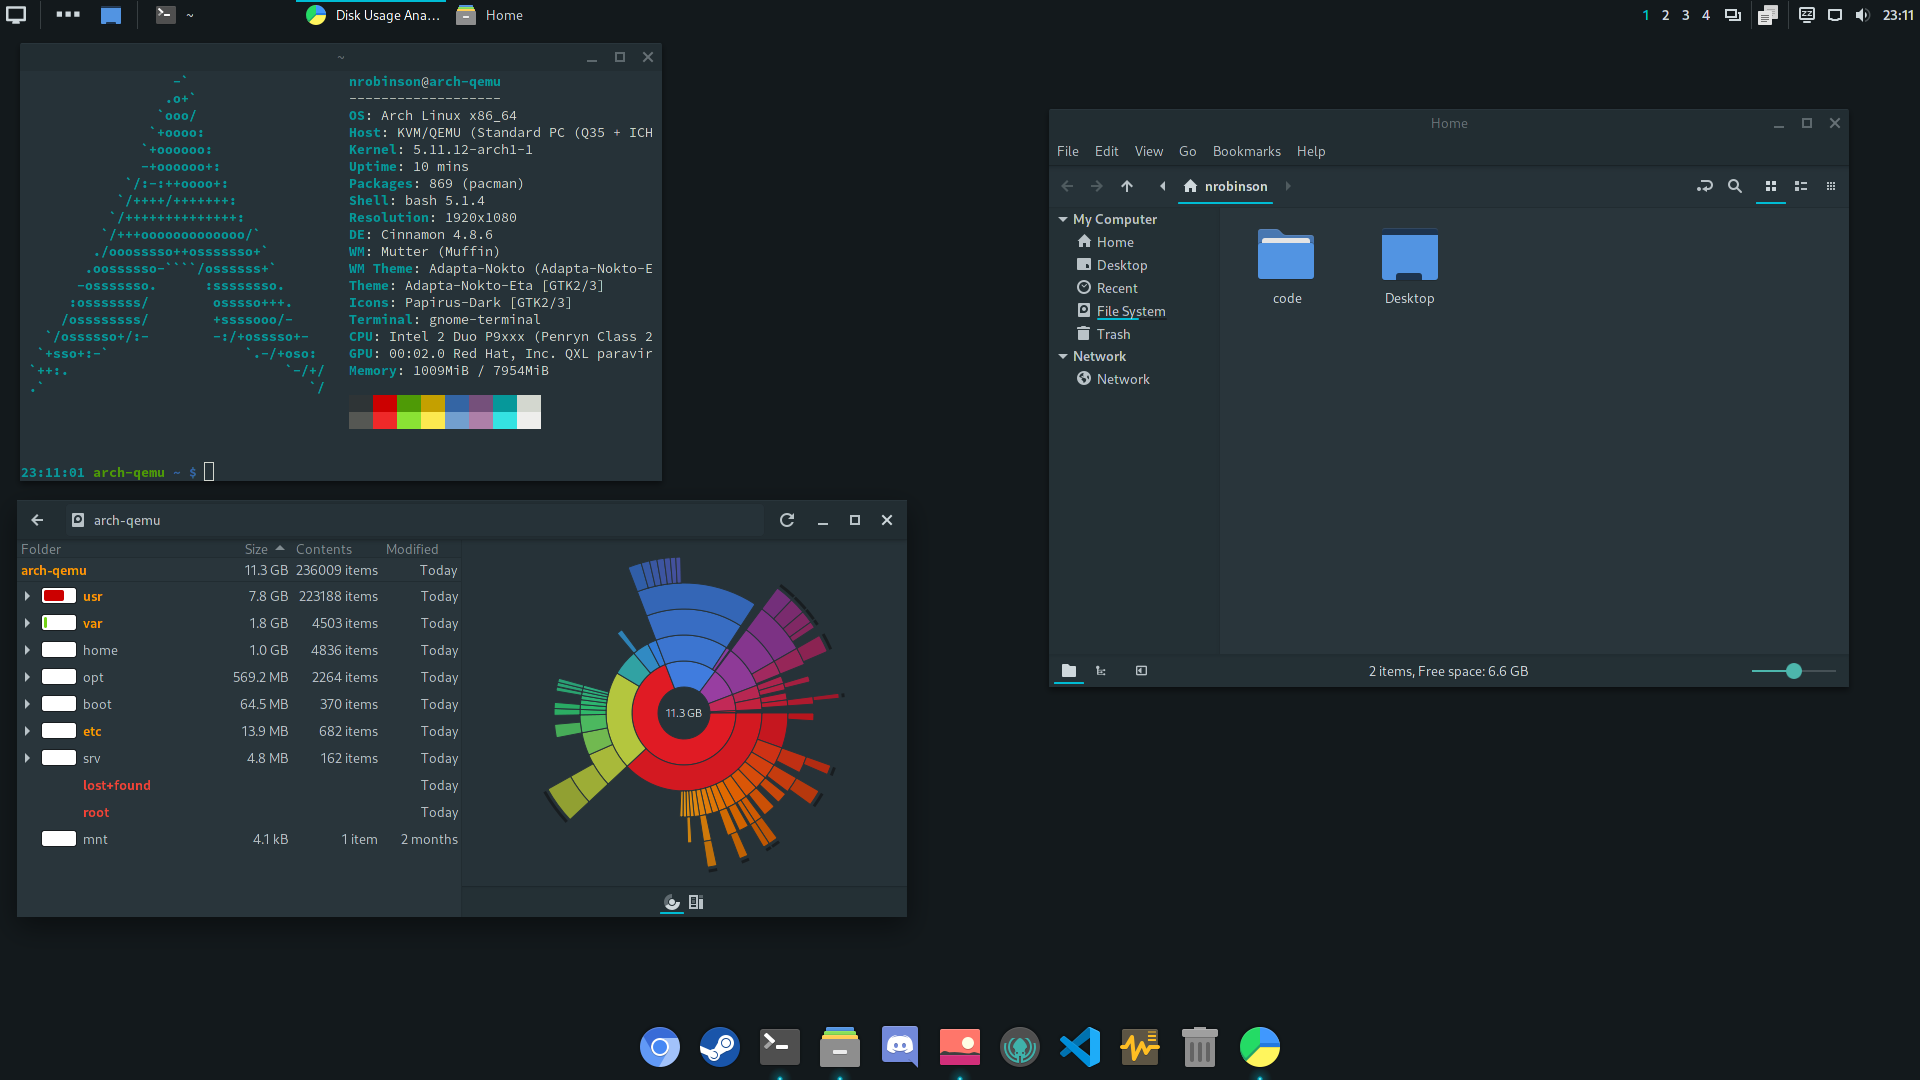 ~
Disk Usage Ana...
Home
1 2 3 4
23:11
~
nrobinson@arch-qemu
-------------------
OS: Arch Linux x86_64
Host: KVM/QEMU (Standard PC (Q35 + ICH
Kernel: 5.11.12-arch1-1
Uptime: 10 mins
Packages: 869 (pacman)
Shell: bash 5.1.4
Resolution: 1920x1080
DE: Cinnamon 4.8.6
WM: Mutter (Muffin)
WM Theme: Adapta-Nokto (Adapta-Nokto-E
Theme: Adapta-Nokto-Eta [GTK2/3]
Icons: Papirus-Dark [GTK2/3]
Terminal: gnome-terminal
CPU: Intel 2 Duo P9xxx (Penryn Class 2
GPU: 00:02.0 Red Hat, Inc. QXL paravir
Memory: 1009MiB / 7954MiB
23:11:01 arch-qemu ~ $
arch-qemu
Folder Size Contents Modified
arch-qemu 11.3 GB 236009 items Today
usr 7.8 GB 223188 items Today
var 1.8 GB 4503 items Today
home 1.0 GB 4836 items Today
opt 569.2 MB 2264 items Today
boot 64.5 MB 370 items Today
etc 13.9 MB 682 items Today
srv 4.8 MB 162 items Today
lost+found Today
root Today
mnt 4.1 kB 1 item 2 months
11.3 GB
Home
File Edit View Go Bookmarks Help
nrobinson
My Computer
Home
Desktop
Recent
File System
Trash
Network
Network
code
Desktop
2 items, Free space: 6.6 GB